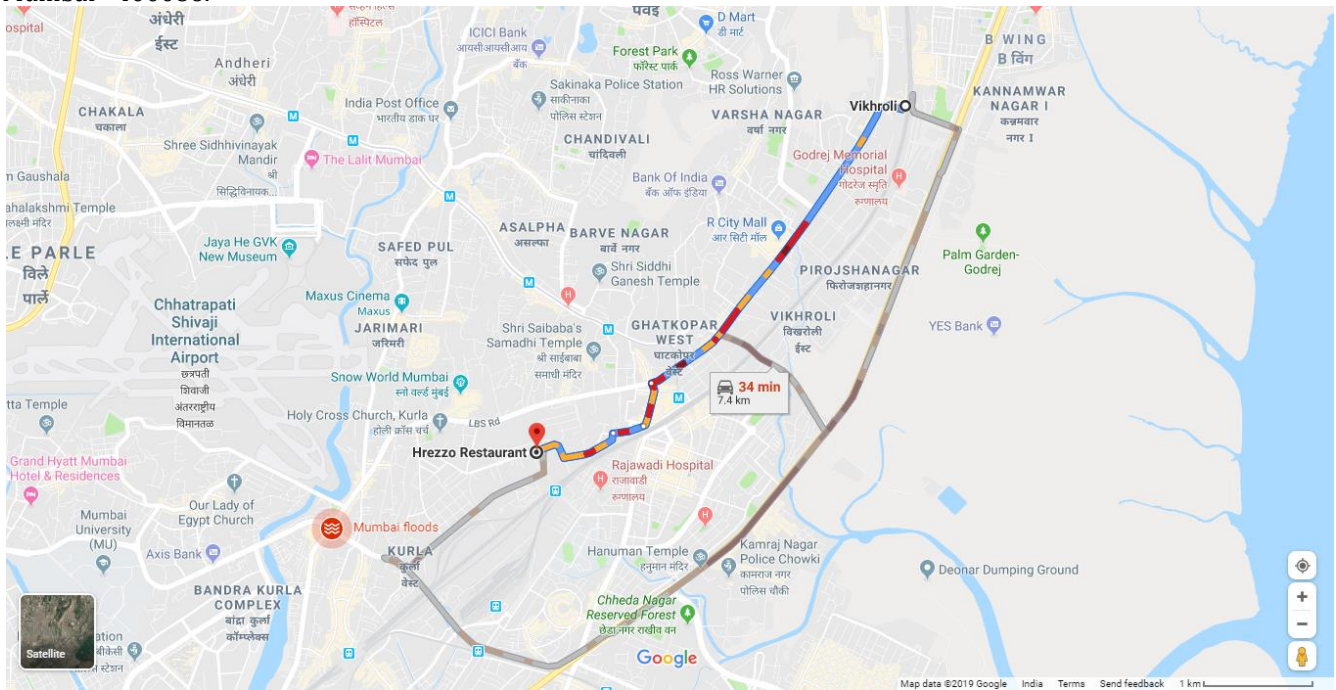 ospital
अंधेरी
ईस्ट
हॉस्पिटल
पवई
D Mart
डी मार्ट
B WING
B विंग
ICICI Bank
आयसीआयसीआय
बँक
Forest Park
फॉरेस्ट पार्क
Andheri
अंधेरी
Sakinaka Police Station
साकीनाका
पोलिस स्टेशन
Ross Warner
HR Solutions
KANNAMWAR
NAGAR I
कन्नमवार
नगर I
CHAKALA
चकाला
India Post Office
भारतीय डाक घर
Vikhroli
VARSHA NAGAR
वर्षा नगर
CHANDIVALI
चांदिवली
Shree Sidhhivinayak
Mandir
श्री
सिद्धिविनायक...
The Lalit Mumbai
Godrej Memorial
Hospital
गोदरेज स्मृति
रुग्णालय
m Gaushala
Bank Of India
बँक ऑफ इंडिया
ahalakshmi Temple
R City Mall
आर सिटी मॉल
ASALPHA
असल्फा
BARVE NAGAR
बार्वे नगर
LE PARLE
विले
पार्ले
Jaya He GVK
New Museum
SAFED PUL
सफेद पुल
Palm Garden-
Godrej
Shri Siddhi
Ganesh Temple
PIROJSHANAGAR
फिरोजशहानगर
Chhatrapati
Shivaji
International
Airport
छत्रपती
शिवाजी
अंतरराष्ट्रीय
विमानतळ
Maxus Cinema
Maxus
JARIMARI
जरिमरी
Shri Saibaba's
Samadhi Temple
श्री साईबाबा
समाधी मंदिर
GHATKOPAR
WEST
घाटकोपर
वेस्ट
VIKHROLI
विखरोली
ईस्ट
YES Bank
Snow World Mumbai
स्नो वर्ल्ड मुंबई
34 min
7.4 km
tta Temple
Holy Cross Church, Kurla
होली क्रॉस चर्च
LBS Rd
Hrezzo Restaurant
Grand Hyatt Mumbai
Hotel & Residences
Rajawadi Hospital
राजावाडी
रुग्णालय
Our Lady of
Egypt Church
Mumbai
University
(MU)
Mumbai floods
Axis Bank
KURLA
कुर्ला
वेस्ट
Hanuman Temple
हनुमान मंदिर
Kamraj Nagar
Police Chowki
कामराज नगर
पोलिस चौकी
Deonar Dumping Ground
BANDRA KURLA
COMPLEX
बांद्रा कुर्ला
कॉम्प्लेक्स
Chheda Nagar
Reserved Forest
छेडा नगर राखीव वन
ation
बीकेसी
स्टेशन
Satellite
Google
Map data ©2019 Google India Terms Send feedback 1 km